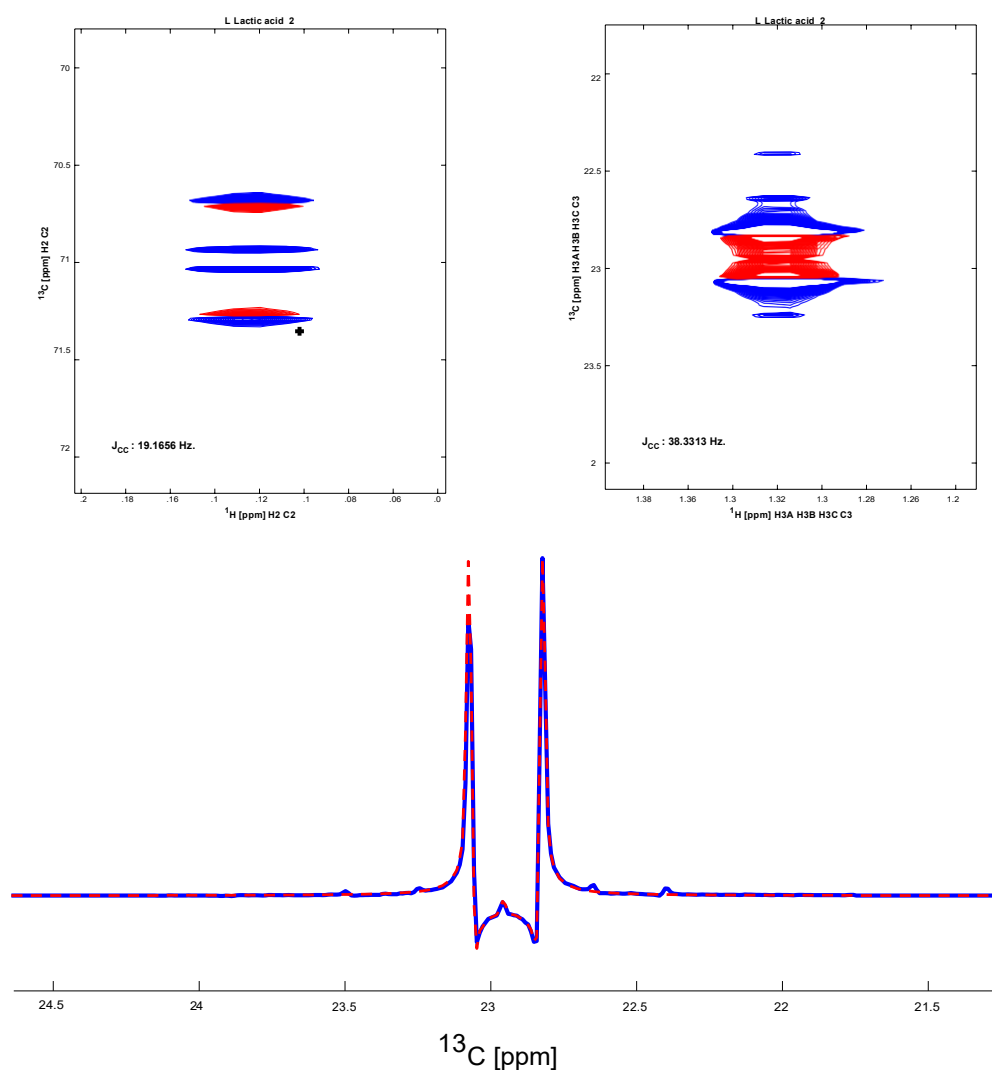 L Lactic acid  2
70
70.5
71
71.5
72
13C [ppm] H2 C2
JCC : 19.1656 Hz.
.2 .18 .16 .14 .12 .1 .08 .06 .04 .0
1H [ppm] H2 C2
L Lactic acid  2
22
22.5
23
23.5
2
13C [ppm] H3A H3B H3C C3
JCC : 38.3313 Hz.
1.38 1.36 1.3 1.32 1.3 1.28 1.26 1.2
1H [ppm] H3A H3B H3C C3
24.5 24 23.5 23 22.5 22 21.5
13C [ppm]